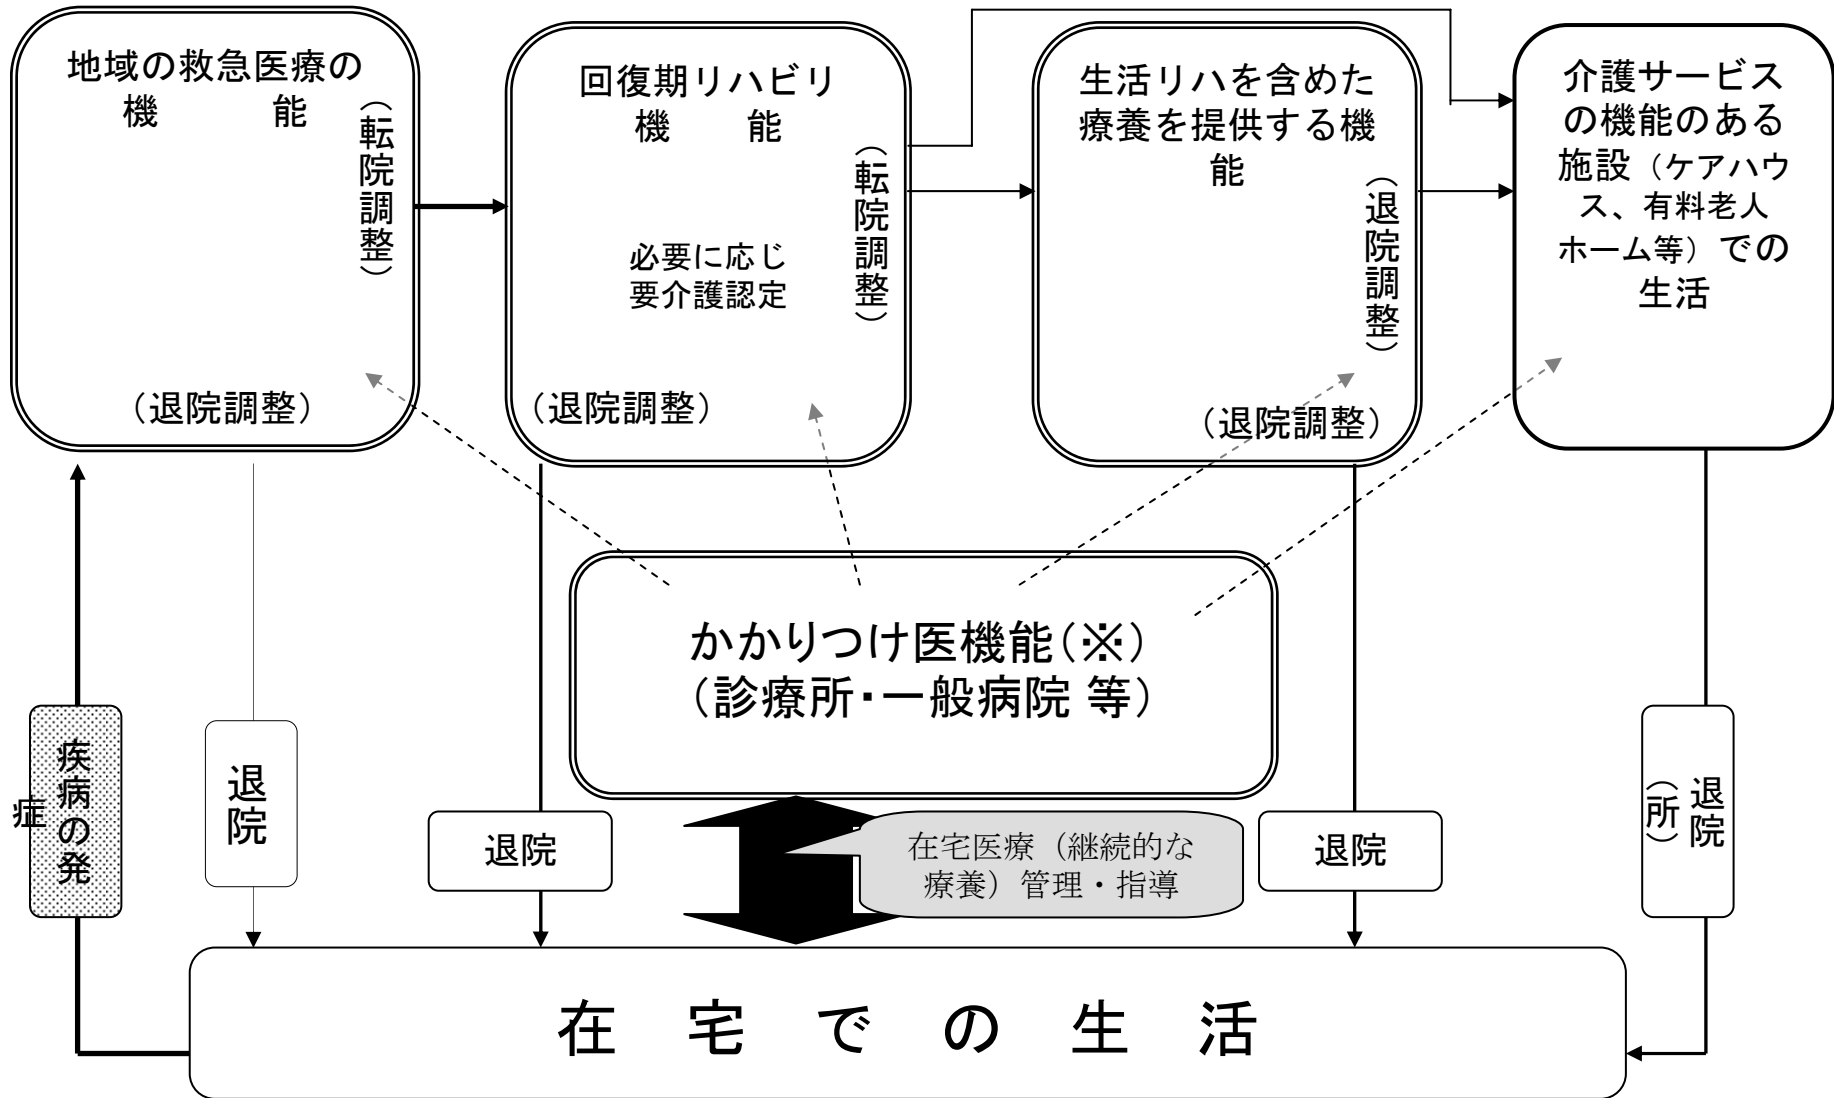 地域の救急医療の
機　能
（転院調整）
（退院調整）
回復期リハビリ
機　能
（転院調整）
必要に応じ
要介護認定
（退院調整）
生活リハを含めた
療養を提供する機
能
（退院調整）
（退院調整）
介護サービス
の機能のある
施設（ケアハウ
ス、有料老人
ホーム等）での
生活
かかりつけ医機能（※）
（診療所・一般病院 等）
疾病の発
症
退院
退院
在宅医療（継続的な
療養）管理・指導
退院
退院
（所）
在 宅 で の 生 活